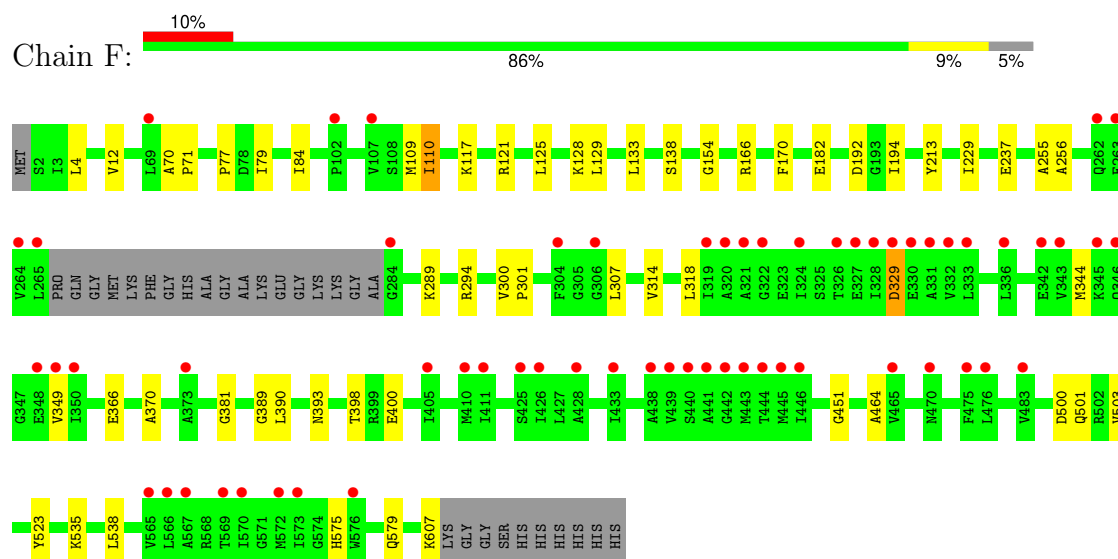 10%
Chain F:
86% 9% 5%
MET S2 I3 L4 V12 L69 A70 P71 P77 D78 I79 I84 P102 V107 S108 M109 I110 K117 R121 L125 K128 L129 L133 S138 G154 R166 F170 E182 D192 G193 I194 Y213 I229 E237 A255 A256 Q262 E263
V264 L265 PRO GLN GLY MET LYS PHE GLY HIS ALA GLY ALA LYS GLU GLY LYS LYS GLY ALA G284 K289 R294 V300 P301 F304 G305 G306 L307 V314 L318 I319 A320 A321 G322 E323 I324 S325 T326 E327 I328 D329 E330 A331 V332 L333 L336 E342 V343 M344 K345
G347 E348 V349 I350 E366 A370 A373 G381 G389 L390 N393 T398 R399 E400 I405 M410 I411 S425 I426 L427 A428 I433 A438 V439 S440 A441 G442 M443 T444 M445 I446 G451 A464 V465 N470 F475 L476 V483 D500 Q501 R502
Y523 K535 L538 V565 L566 A567 R568 T569 I570 G571 M572 I573 G574 H575 W576 Q579 K607 LYS GLY GLY SER HIS HIS HIS HIS HIS HIS